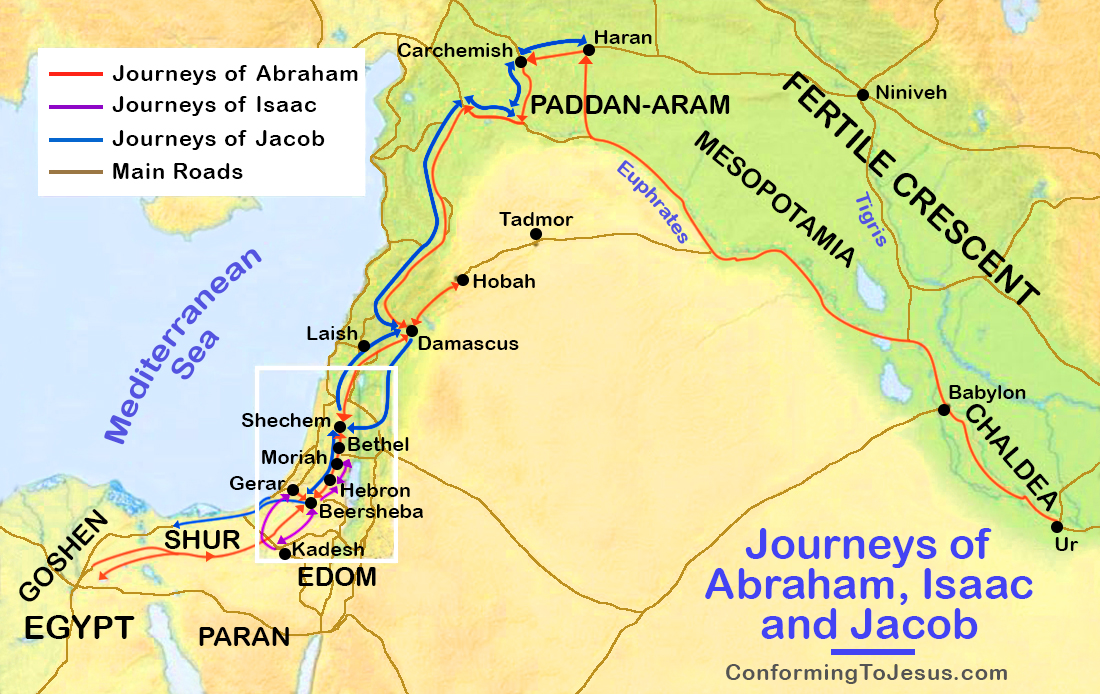 Journeys of Abraham
Journeys of Isaac
Journeys of Jacob
Main Roads
Carchemish
Haran
PADDAN-ARAM
Niniveh
FERTILE CRESCENT
MESOPOTAMIA
Euphrates
Tigris
Tadmor
Hobah
Mediterranean
Sea
Laish
Damascus
Shechem
Bethel
Moriah
Gerar
Hebron
Beersheba
Kadesh
SHUR
GOSHEN
EDOM
EGYPT
PARAN
Babylon
CHALDEA
Ur
Journeys of
Abraham, Isaac
and Jacob
ConformingToJesus.com